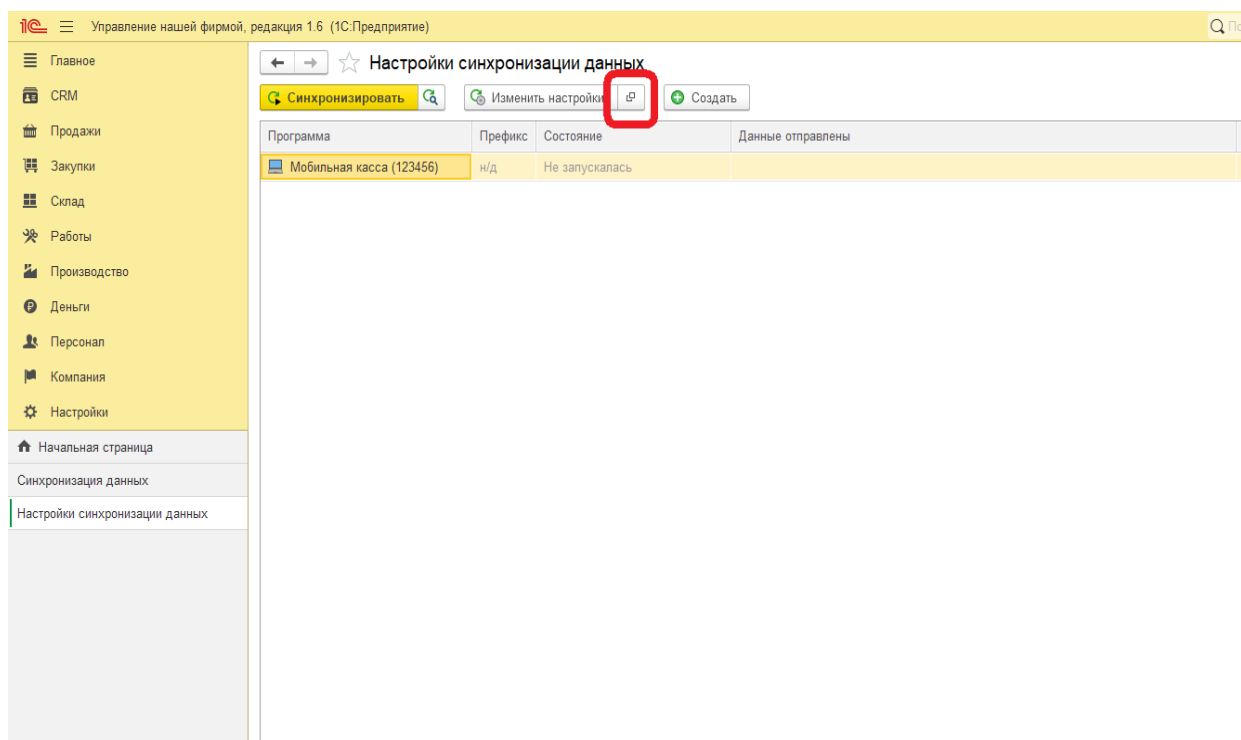 1С Управление нашей фирмой, редакция 1.6 (1С:Предприятие)
Главное
CRM
Продажи
Закупки
Склад
Работы
Производство
Деньги
Персонал
Компания
Настройки
Начальная страница
Синхронизация данных
Настройки синхронизации данных
Настройки синхронизации данных
Синхронизировать Изменить настройки Создать
Программа Префикс Состояние Данные отправлены
Мобильная касса (123456) н/д Не запускалась